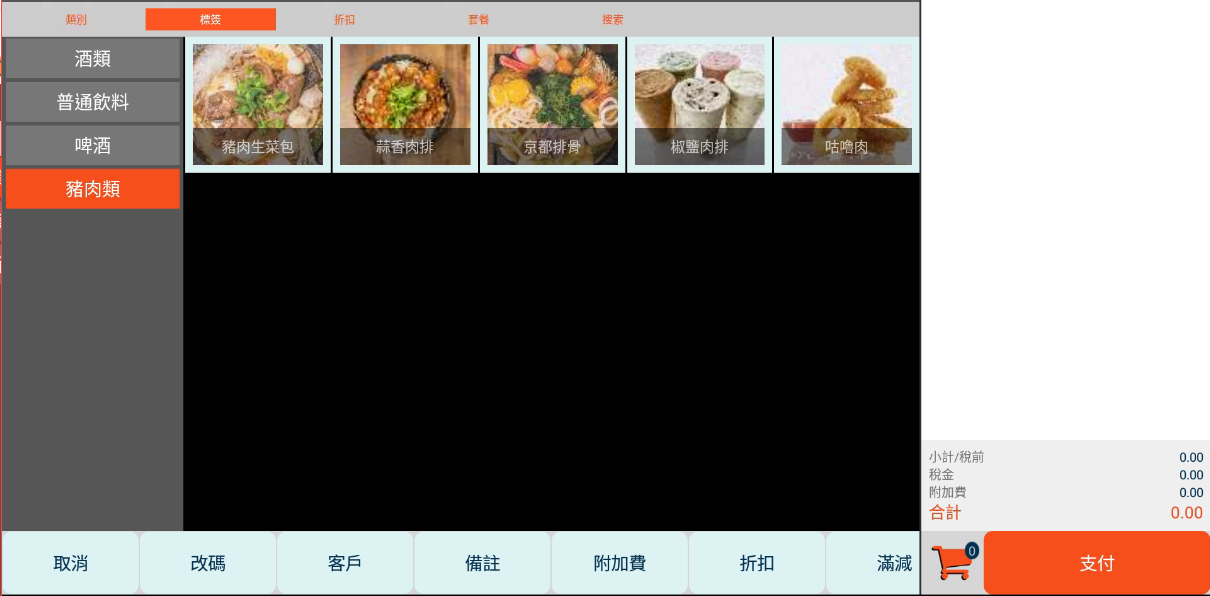 類別
標簽
折扣
套餐
搜索
酒類
普通飲料
啤酒
豬肉類
豬肉生菜包
蒜香肉排
京都排骨
椒鹽肉排
咕嚕肉
小計/稅前 0.00
稅金 0.00
附加費 0.00
合計 0.00
取消
改碼
客戶
備註
附加費
折扣
滿減
0
支付